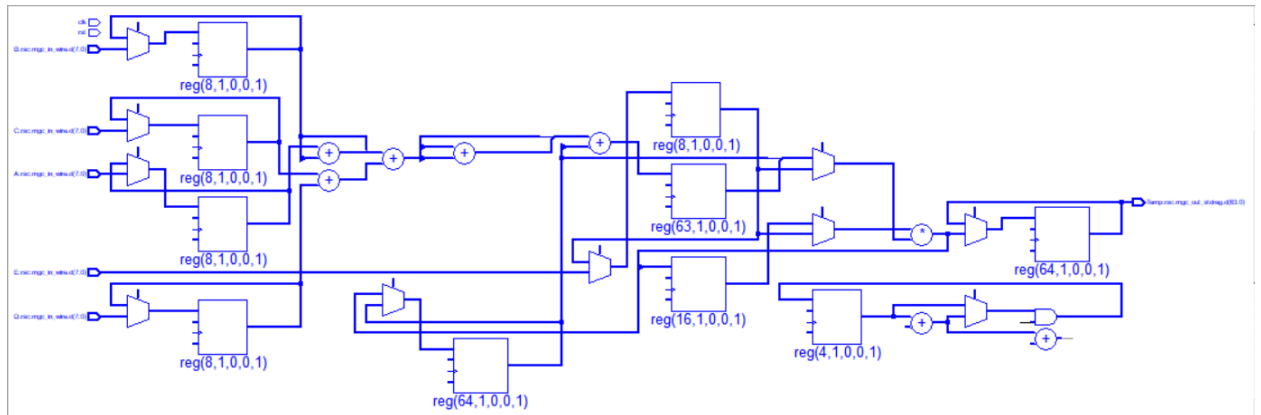 clk
rst
B.rsc.mgc_in_wire.d(7:0)
reg(8,1,0,0,1)
C.rsc.mgc_in_wire.d(7:0)
reg(8,1,0,0,1)
A.rsc.mgc_in_wire.d(7:0)
reg(8,1,0,0,1)
E.rsc.mgc_in_wire.d(7:0)
D.rsc.mgc_in_wire.d(7:0)
reg(8,1,0,0,1)
reg(64,1,0,0,1)
+
+
+
+
+
reg(8,1,0,0,1)
reg(63,1,0,0,1)
reg(16,1,0,0,1)
*
reg(64,1,0,0,1)
reg(4,1,0,0,1)
+
+